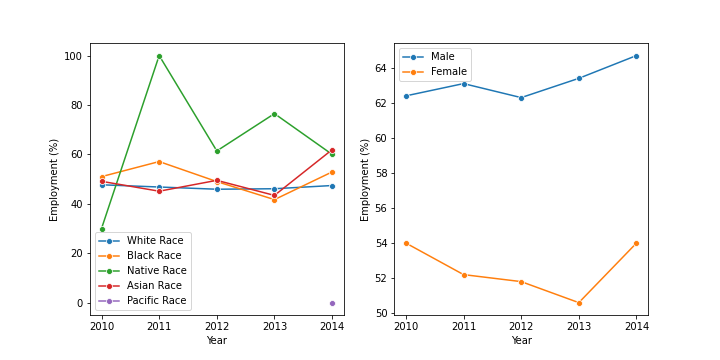 100
80
60
40
20
0
Employment (%)
2010 2011 2012 2013 2014
Year
White Race
Black Race
Native Race
Asian Race
Pacific Race
64
62
60
58
56
54
52
50
Employment (%)
2010 2011 2012 2013 2014
Year
Male
Female